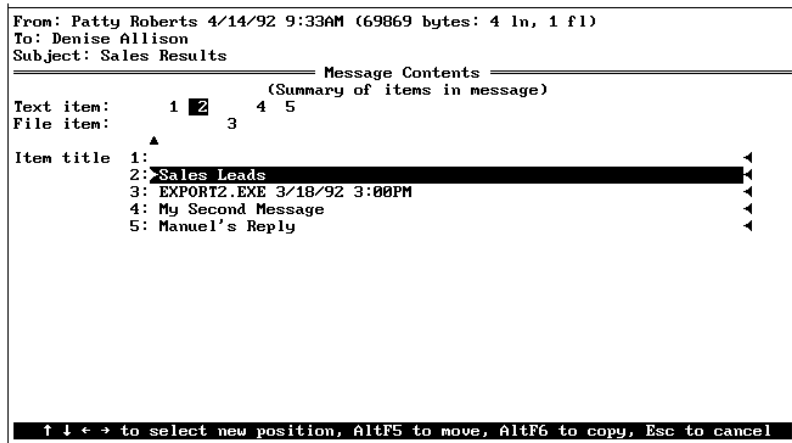 From: Patty Roberts 4/14/92 9:33AM (69869 bytes: 4 ln, 1 fl)
To: Denise Allison
Subject: Sales Results
Message Contents
(Summary of items in message)
Text item: 1 2 4 5
File item: 3
▲
Item title 1: ◄
2:►Sales Leads ◄
3: EXPORT2.EXE 3/18/92 3:00PM ◄
4: My Second Message ◄
5: Manuel's Reply ◄
↑ ↓ ← → to select new position, AltF5 to move, AltF6 to copy, Esc to cancel